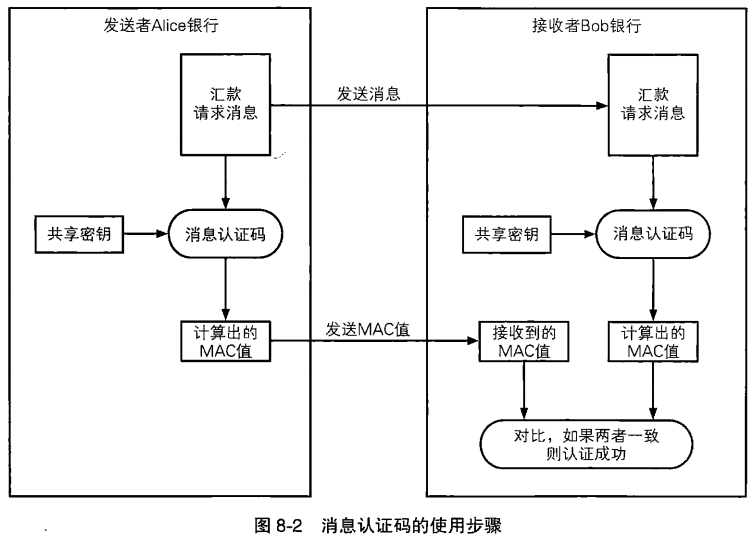 发送者Alice银行
接收者Bob银行
汇款
请求消息
发送消息
汇款
请求消息
共享密钥
消息认证码
共享密钥
消息认证码
计算出的
MAC值
发送MAC值
接收到的
MAC值
计算出的
MAC值
对比，如果两者一致
则认证成功
图 8-2 消息认证码的使用步骤